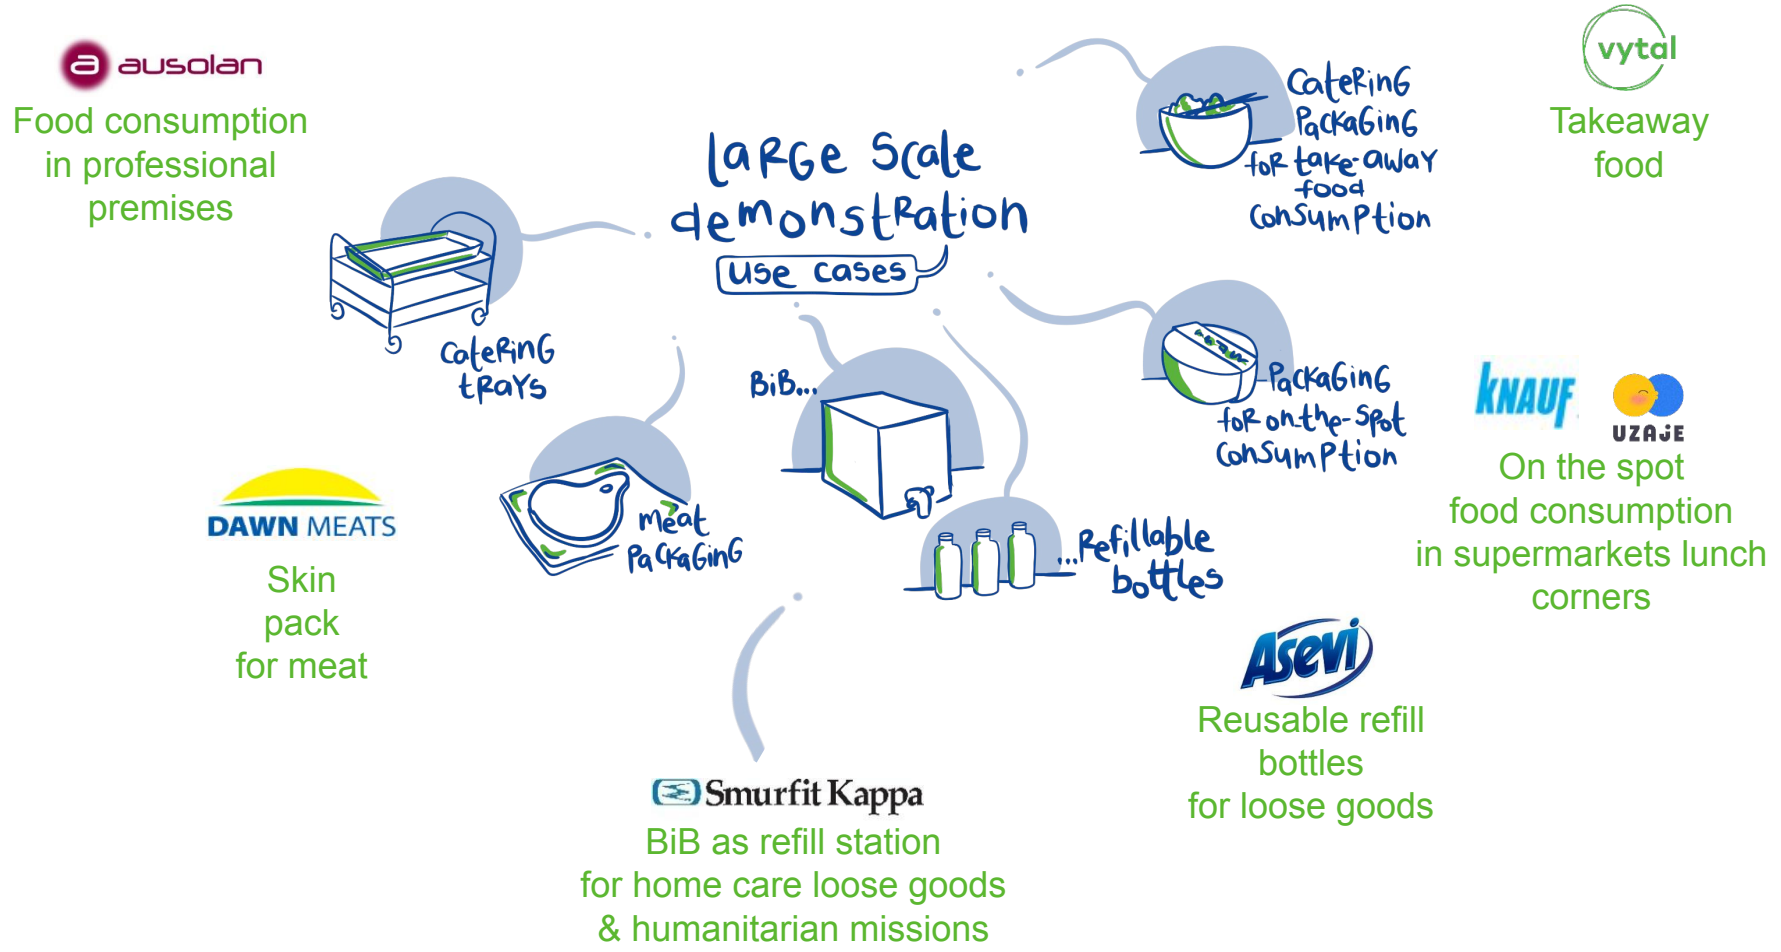 ausolan
Food consumption
in professional
premises
Large Scale
demonstration
use cases
Catering
Packaging
for take-away
food
Consumption
vytal
Takeaway
food
Catering
trays
BiB...
Packaging
for on-the-spot
Consumption
KNAUF
UZAJE
On the spot
food consumption
in supermarkets lunch
corners
DAWN MEATS
Skin
pack
for meat
meat
Packaging
...Refillable
bottles
Asevi
Reusable refill
bottles
for loose goods
Smurfit Kappa
BiB as refill station
for home care loose goods
& humanitarian missions